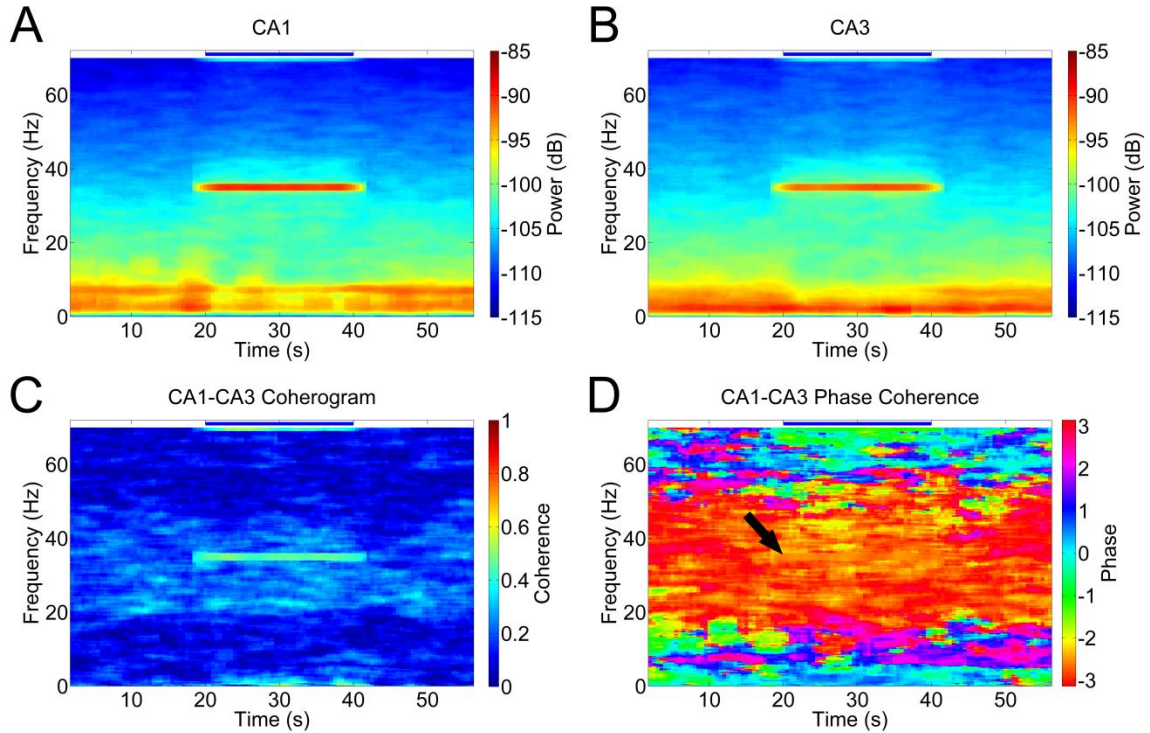 A
CA1
Frequency (Hz)
60
40
20
0
10 20 30 40 50
Time (s)
-85
-90
-95
-100
-105
-110
-115
Power (dB)
B
CA3
Frequency (Hz)
60
40
20
0
10 20 30 40 50
Time (s)
-85
-90
-95
-100
-105
-110
-115
Power (dB)
C
CA1-CA3 Coherogram
Frequency (Hz)
60
40
20
0
10 20 30 40 50
Time (s)
1
0.8
0.6
0.4
0.2
0
Coherence
D
CA1-CA3 Phase Coherence
Frequency (Hz)
60
40
20
0
10 20 30 40 50
Time (s)
3
2
1
0
-1
-2
-3
Phase